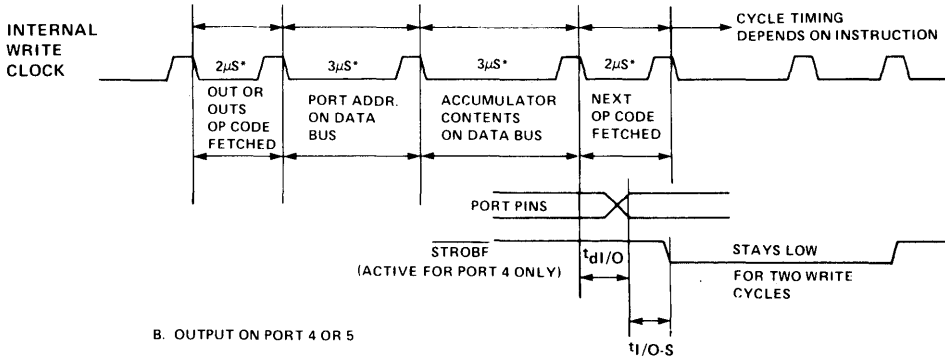 INTERNAL
WRITE
CLOCK
CYCLE TIMING
DEPENDS ON INSTRUCTION
2μS*
3μS*
3μS*
2μS*
OUT OR
OUTS
OP CODE
FETCHED
PORT ADDR.
ON DATA
BUS
ACCUMULATOR
CONTENTS
ON DATA BUS
NEXT
OP CODE
FETCHED
PORT PINS
STROBE
(ACTIVE FOR PORT 4 ONLY)
tdI/O
STAYS LOW
FOR TWO WRITE
CYCLES
tI/O-S
B. OUTPUT ON PORT 4 OR 5